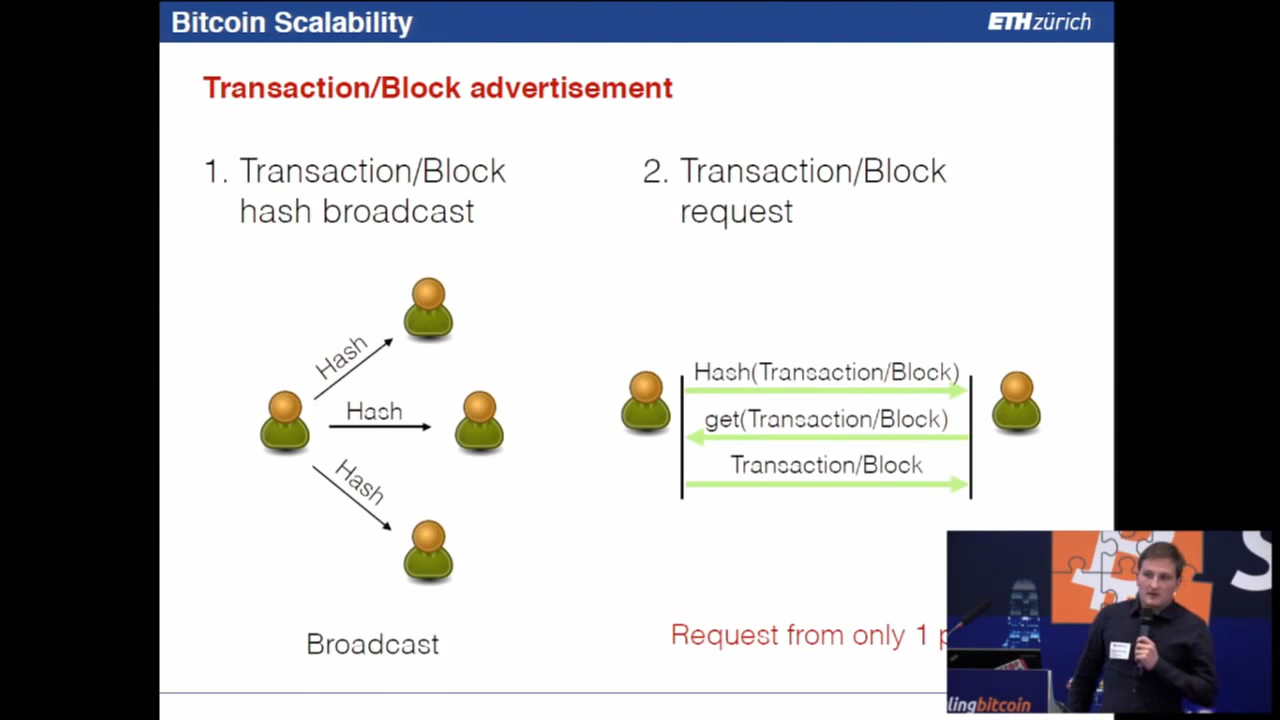 Bitcoin Scalability
ETH zürich
Transaction/Block advertisement
1. Transaction/Block
hash broadcast
2. Transaction/Block
request
Hash
Hash
Hash
Hash(Transaction/Block)
get(Transaction/Block)
Transaction/Block
Broadcast
Request from only 1 p
S
lingbitcoin